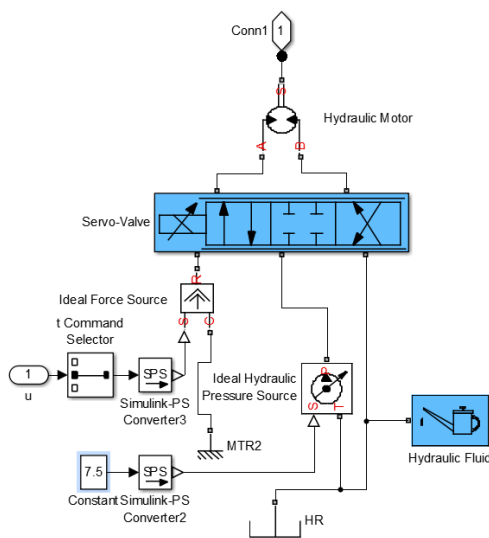 Conn1
1
S
Hydraulic Motor
A
B
Servo-Valve
R
Ideal Force Source
S
C
t Command
Selector
1
u
SPS
Simulink-PS
Converter3
P
Ideal Hydraulic
Pressure Source
S
T
MTR2
Hydraulic Fluid
7.5
Constant
SPS
Simulink-PS
Converter2
HR